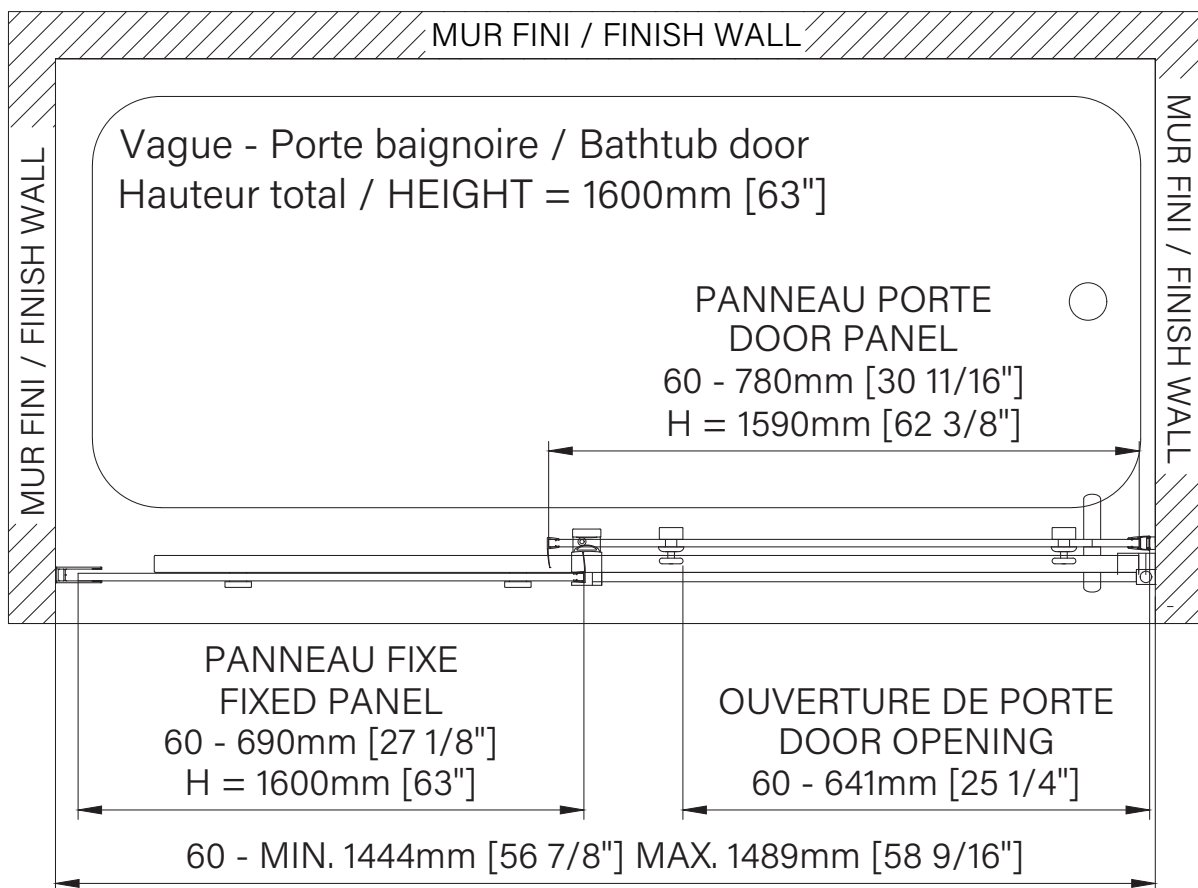 MUR FINI / FINISH WALL
MUR FINI / FINISH WALL
MUR FINI / FINISH WALL
Vague - Porte baignoire / Bathtub door
Hauteur total / HEIGHT = 1600mm [63"]
PANNEAU PORTE
DOOR PANEL
60 - 780mm [30 11/16"]
H = 1590mm [62 3/8"]
PANNEAU FIXE
FIXED PANEL
60 - 690mm [27 1/8"]
H = 1600mm [63"]
OUVERTURE DE PORTE
DOOR OPENING
60 - 641mm [25 1/4"]
60 - MIN. 1444mm [56 7/8"] MAX. 1489mm [58 9/16"]